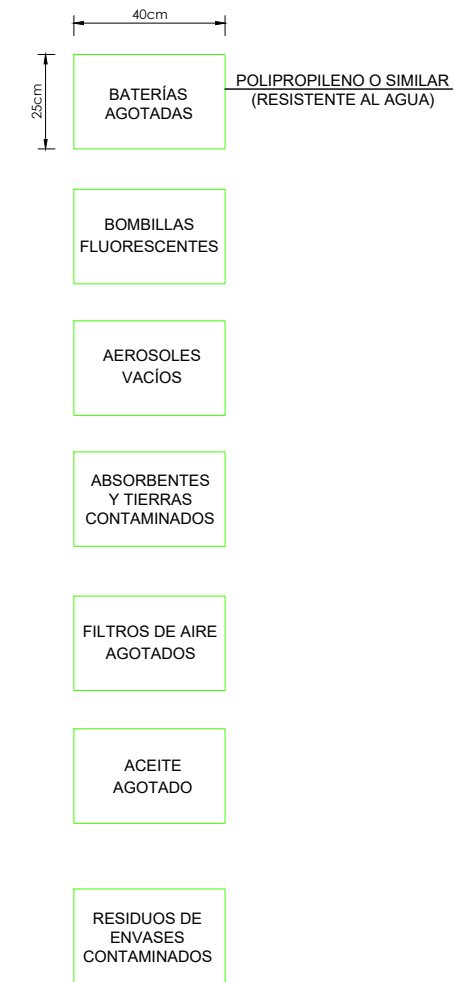 40cm
25cm
BATERÍAS
AGOTADAS
POLIPROPILENO O SIMILAR
(RESISTENTE AL AGUA)
BOMBILLAS
FLUORESCENTES
AEROSOLES
VACÍOS
ABSORBENTES
Y TIERRAS
CONTAMINADOS
FILTROS DE AIRE
AGOTADOS
ACEITE
AGOTADO
RESIDUOS DE
ENVASES
CONTAMINADOS